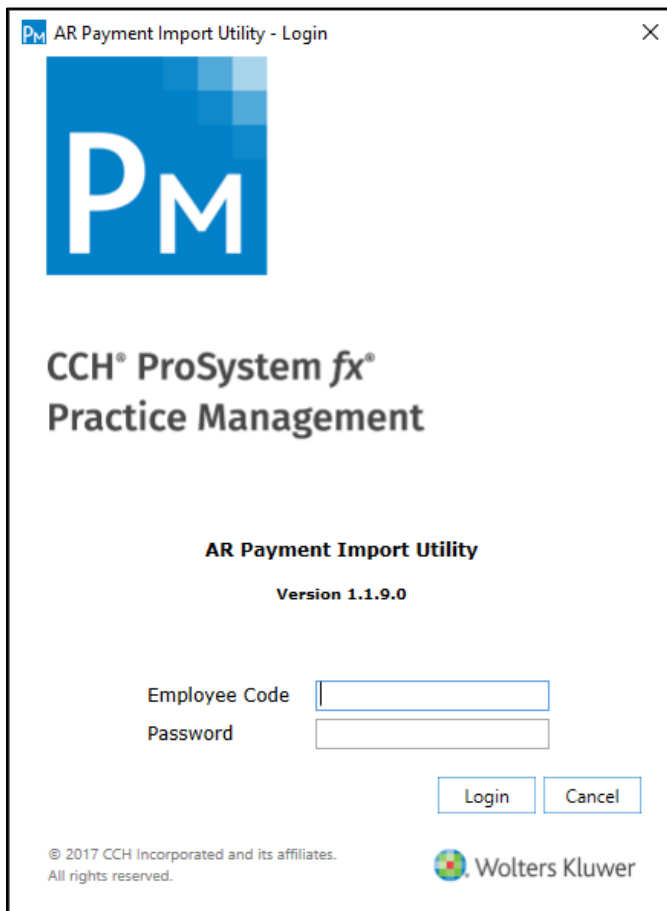 PM AR Payment Import Utility - Login
PM
CCH® ProSystem fx®
Practice Management
AR Payment Import Utility
Version 1.1.9.0
Employee Code
Password
Login Cancel
© 2017 CCH Incorporated and its affiliates.
All rights reserved.
Wolters Kluwer